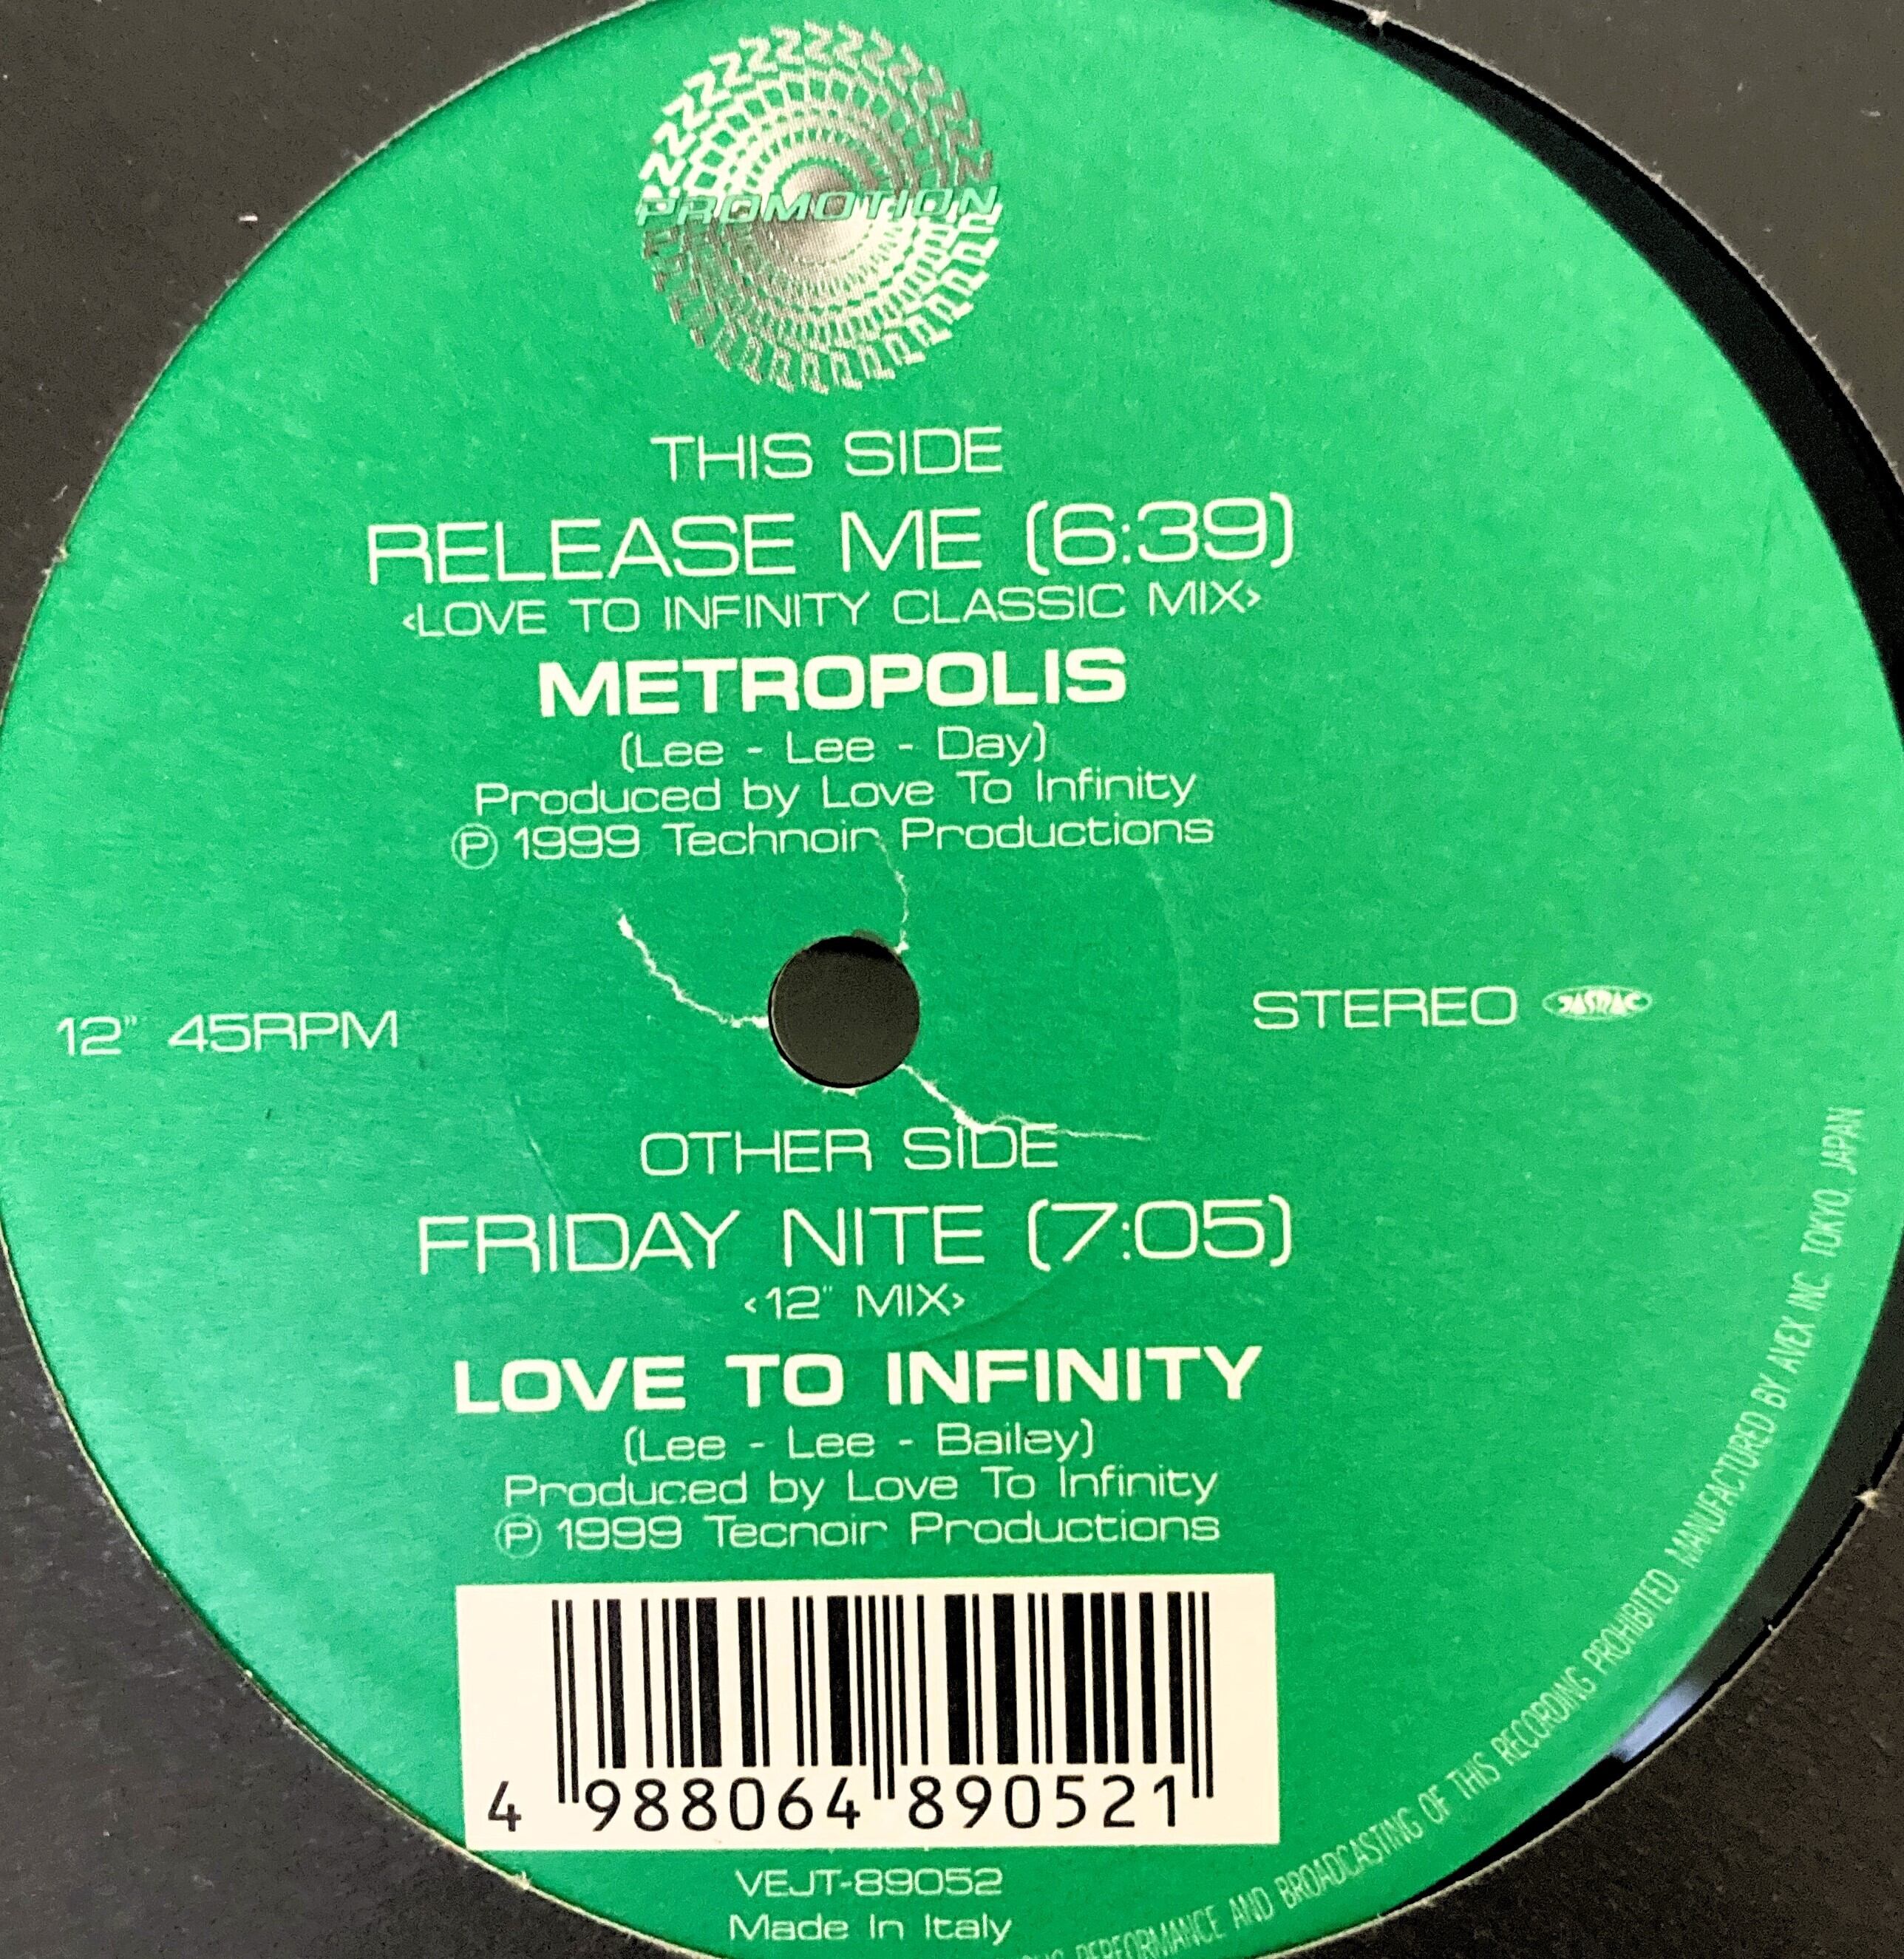 PROMOTION
THIS SIDE
RELEASE ME (6:39)
<LOVE TO INFINITY CLASSIC MIX>
METROPOLIS
(Lee - Lee - Day)
Produced by Love To Infinity
Ⓟ 1999 Technoir Productions
12" 45RPM
STEREO JASRAC
OTHER SIDE
FRIDAY NITE (7:05)
<12" MIX>
LOVE TO INFINITY
(Lee - Lee - Bailey)
Produced by Love To Infinity
Ⓟ 1999 Tecnoir Productions
4 988064 890521
VEJT-89052
Made In Italy
PERFORMANCE AND BROADCASTING OF THIS RECORDING PROHIBITED. MANUFACTURED BY AVEX INC. TOKYO, JAPAN